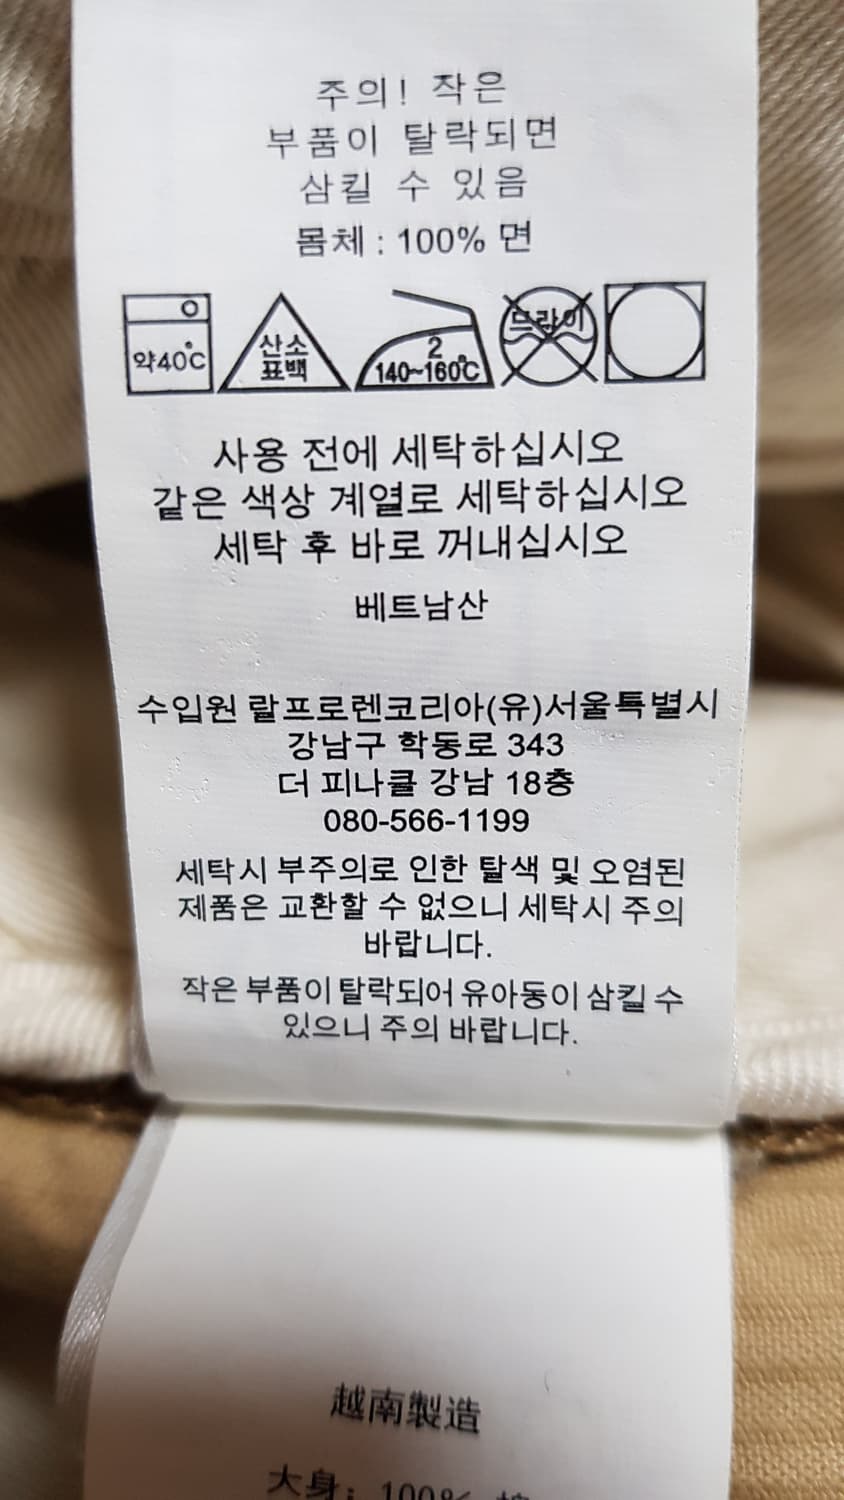 주의! 작은
부품이 탈락되면
삼킬 수 있음
몸체 : 100% 면
약40℃
산소
표백
2
140~160℃
드라이
사용 전에 세탁하십시오
같은 색상 계열로 세탁하십시오
세탁 후 바로 꺼내십시오
베트남산
수입원 랄프로렌코리아(유)서울특별시
강남구 학동로 343
더 피나클 강남 18층
080-566-1199
세탁시 부주의로 인한 탈색 및 오염된
제품은 교환할 수 없으니 세탁시 주의
바랍니다.
작은 부품이 탈락되어 유아동이 삼킬 수
있으니 주의 바랍니다.
越南製造
大身: 100%